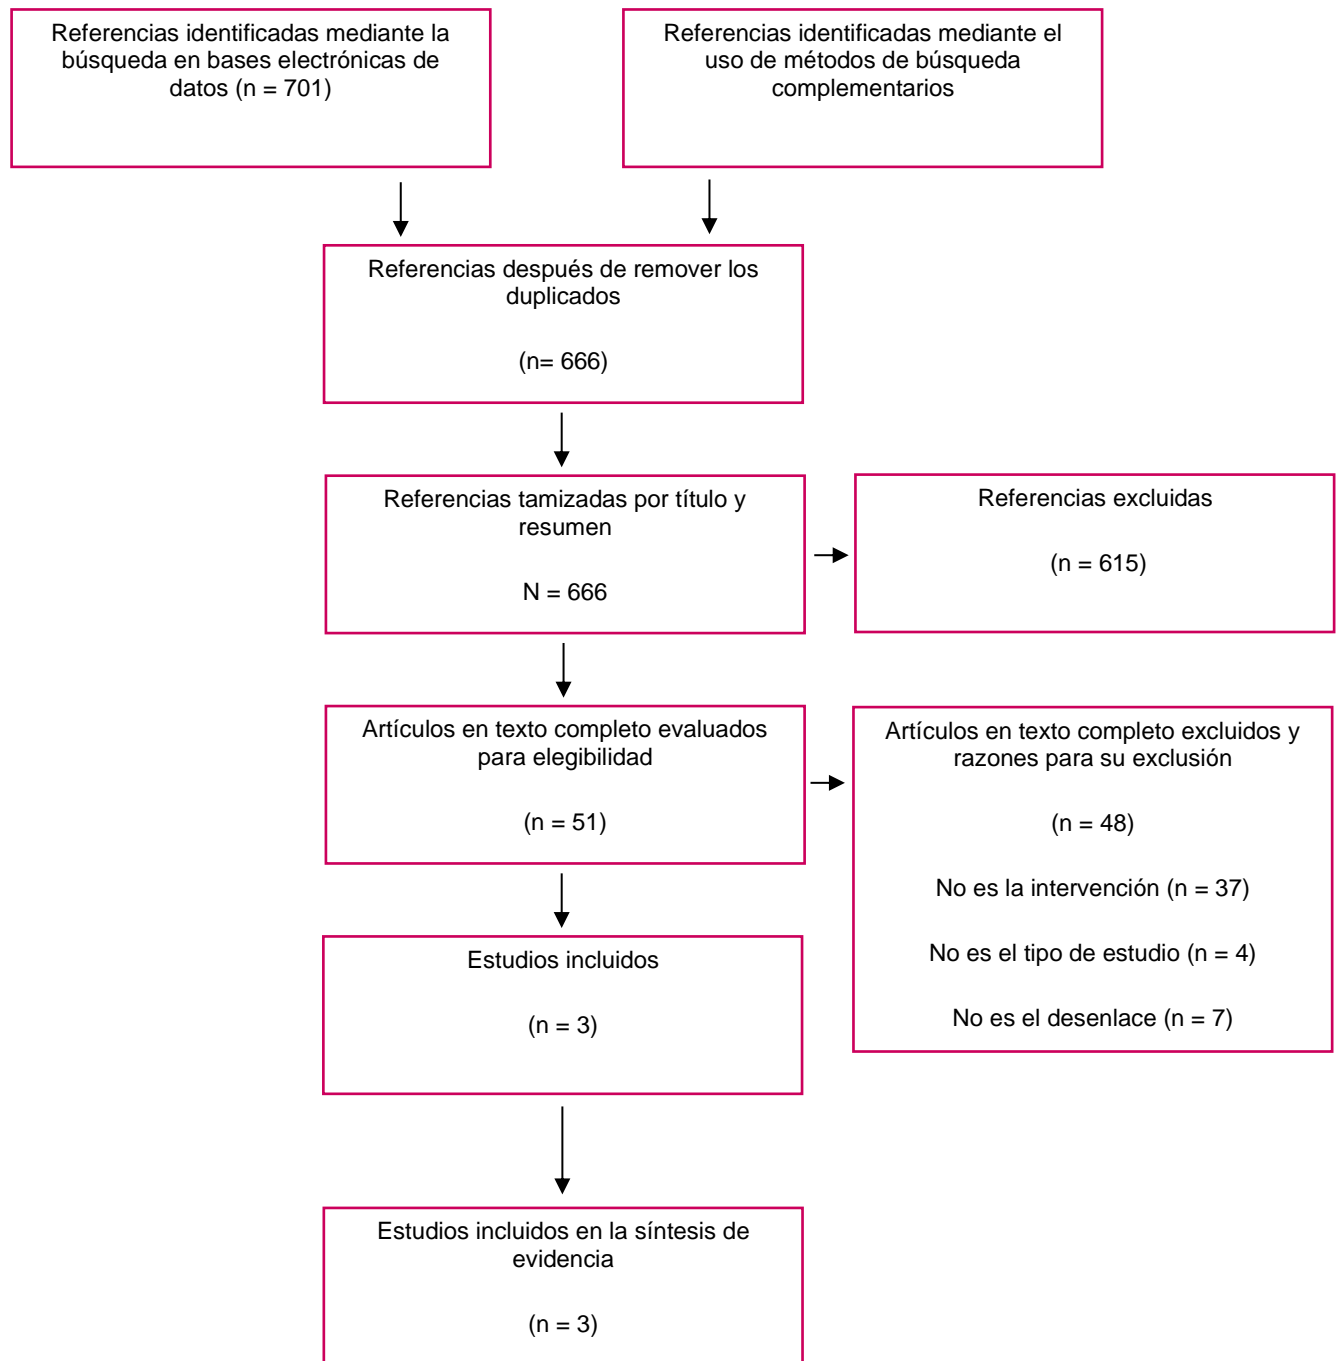 Referencias identificadas mediante la
búsqueda en bases electrónicas de
datos (n = 701)
Referencias identificadas mediante el
uso de métodos de búsqueda
complementarios
Referencias después de remover los
duplicados
(n= 666)
Referencias tamizadas por título y
resumen
N = 666
Referencias excluidas
(n = 615)
Artículos en texto completo evaluados
para elegibilidad
(n = 51)
Artículos en texto completo excluidos y
razones para su exclusión
(n = 48)
No es la intervención (n = 37)
No es el tipo de estudio (n = 4)
No es el desenlace (n = 7)
Estudios incluidos
(n = 3)
Estudios incluidos en la síntesis de
evidencia
(n = 3)